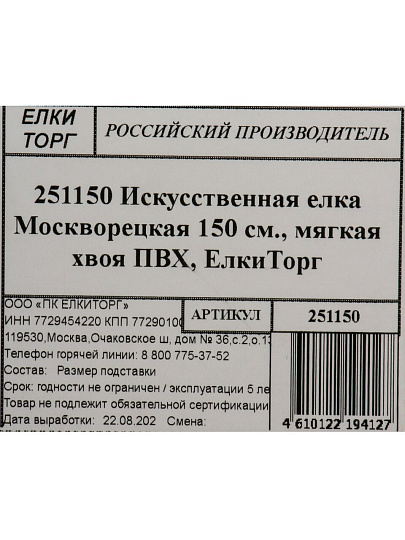 ЕЛКИ
ТОРГ
РОССИЙСКИЙ ПРОИЗВОДИТЕЛЬ
251150 Искусственная елка
Москворецкая 150 см., мягкая
хвоя ПВХ, ЕлкиТорг
ООО «ПК ЕЛКИТОРГ»
АРТИКУЛ
251150
ИНН 7729454220 КПП 77290100
119530,Москва,Очаковское ш, дом № 36,с.2,о.1
Телефон горячей линии: 8 800 775-37-52
Состав: Размер подставки
Срок: годности не ограничен / эксплуатации 5 ле
Товар не подлежит обязательной сертификации
Дата выработки: 22.08.202 Смена:
4 610122 194127